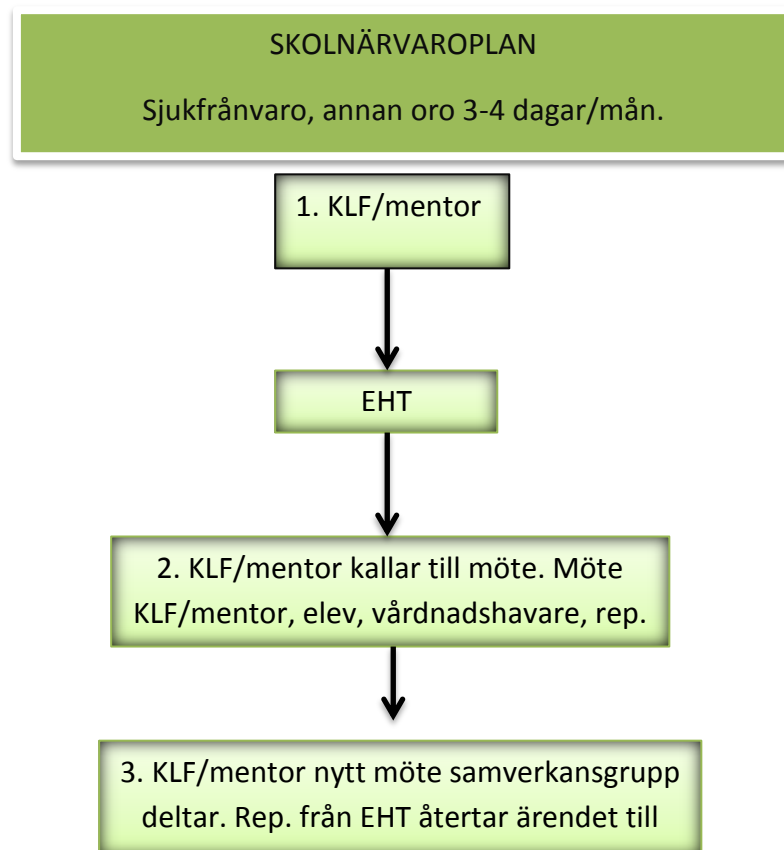 SKOLNÄRVAROPLAN
Sjukfrånvaro, annan oro 3-4 dagar/mån.
1. KLF/mentor
EHT
2. KLF/mentor kallar till möte. Möte
KLF/mentor, elev, vårdnadshavare, rep.
3. KLF/mentor nytt möte samverkansgrupp
deltar. Rep. från EHT återtar ärendet till